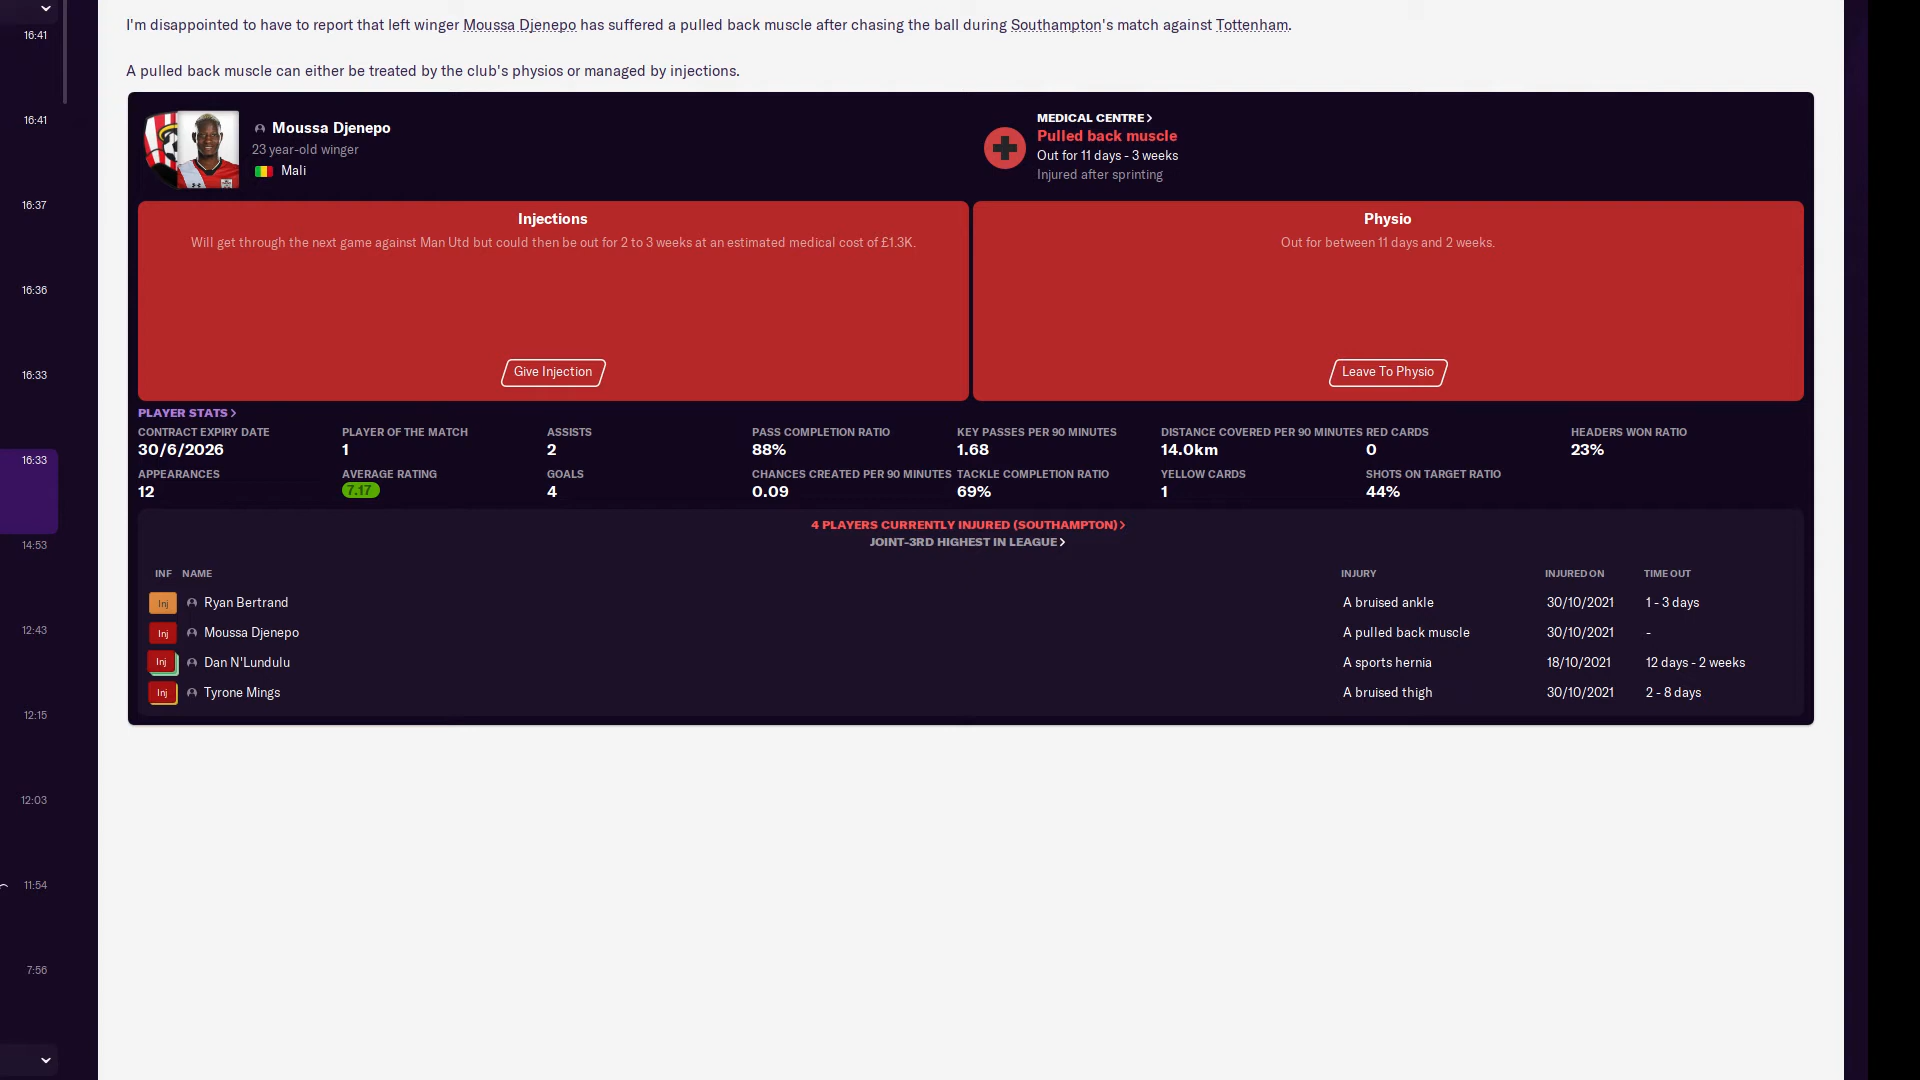 I'm disappointed to have to report that left winger Moussa Djenepo has suffered a pulled back muscle after chasing the ball during Southampton's match against Tottenham.
A pulled back muscle can either be treated by the club's physios or managed by injections.
16:41
16:41
16:37
16:36
16:33
16:33
14:53
12:43
12:15
12:03
11:54
7:56
Moussa Djenepo
23 year-old winger
Mali
MEDICAL CENTRE >
Pulled back muscle
Out for 11 days - 3 weeks
Injured after sprinting
Injections
Will get through the next game against Man Utd but could then be out for 2 to 3 weeks at an estimated medical cost of £1.3K.
Give Injection
Physio
Out for between 11 days and 2 weeks.
Leave To Physio
PLAYER STATS >
CONTRACT EXPIRY DATE PLAYER OF THE MATCH ASSISTS PASS COMPLETION RATIO KEY PASSES PER 90 MINUTES DISTANCE COVERED PER 90 MINUTES RED CARDS HEADERS WON RATIO
30/6/2026 1 2 88% 1.68 14.0km 0 23%
APPEARANCES AVERAGE RATING GOALS CHANCES CREATED PER 90 MINUTES TACKLE COMPLETION RATIO YELLOW CARDS SHOTS ON TARGET RATIO
12 7.17 4 0.09 69% 1 44%
4 PLAYERS CURRENTLY INJURED (SOUTHAMPTON) >
JOINT-3RD HIGHEST IN LEAGUE >
INF NAME INJURY INJURED ON TIME OUT
Inj Ryan Bertrand A bruised ankle 30/10/2021 1 - 3 days
Inj Moussa Djenepo A pulled back muscle 30/10/2021 -
Inj Dan N'Lundulu A sports hernia 18/10/2021 12 days - 2 weeks
Inj Tyrone Mings A bruised thigh 30/10/2021 2 - 8 days